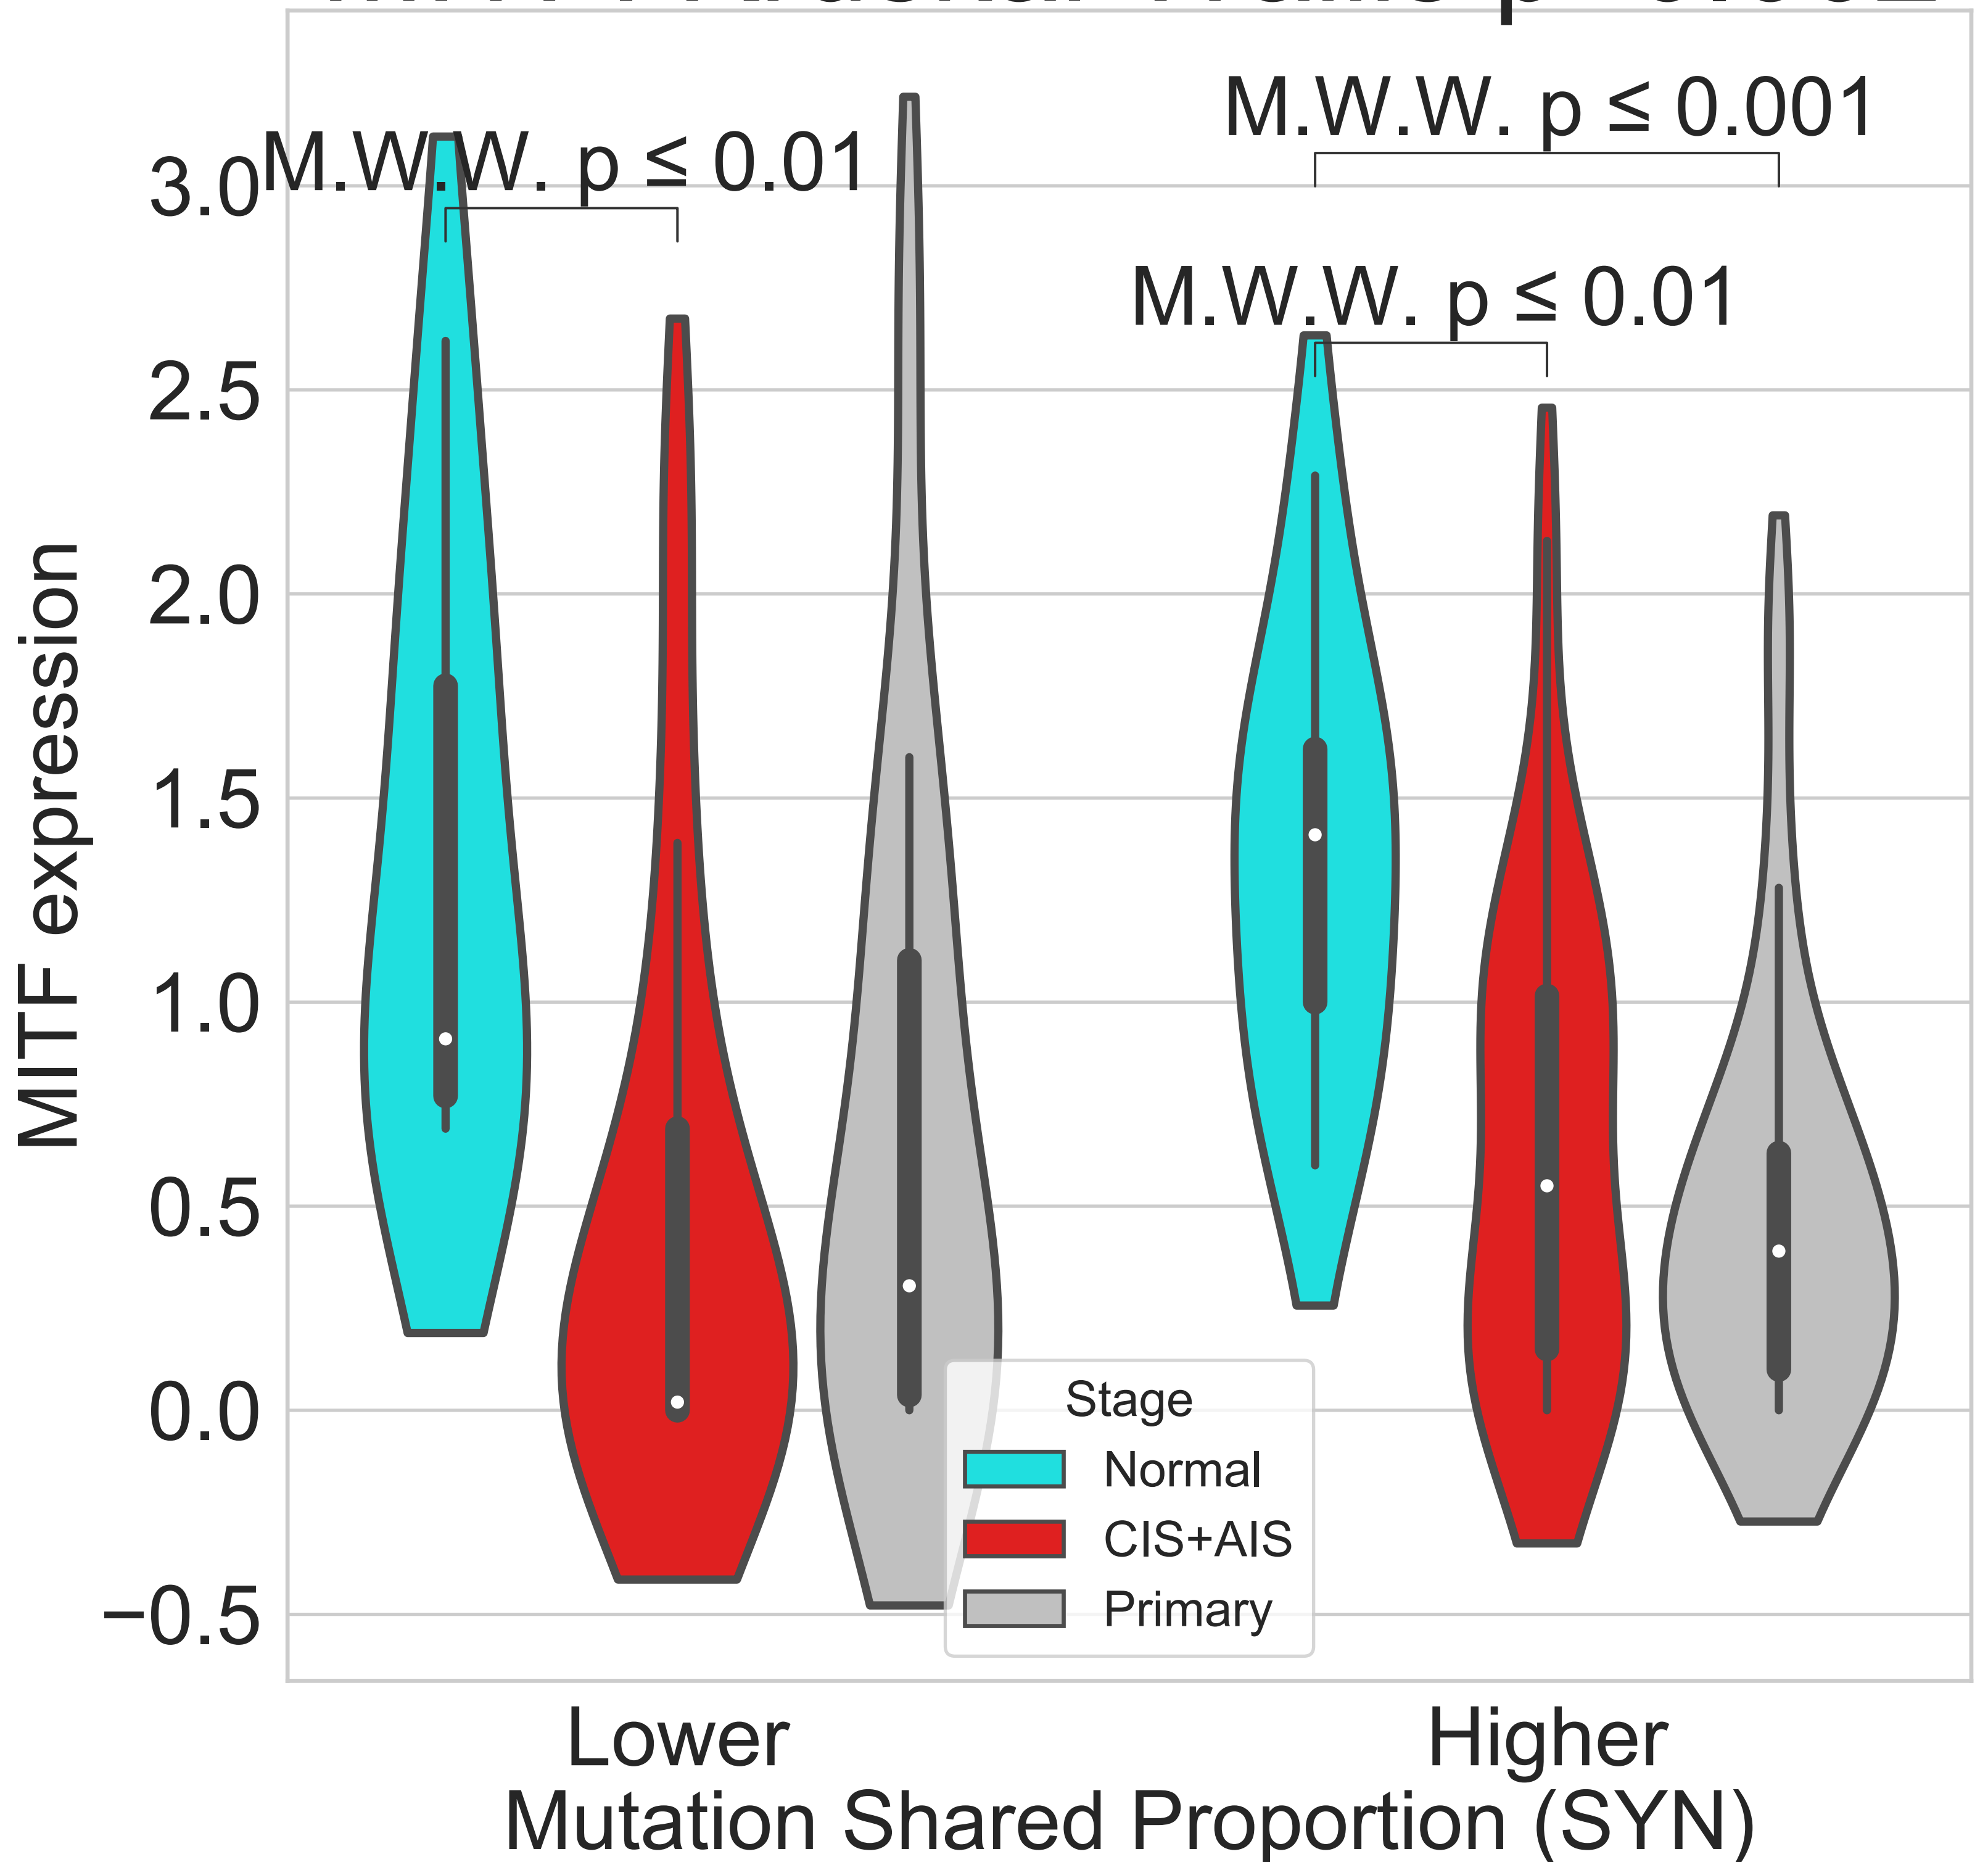 M.W.W. p ≤ 0.001
M.W.W. p ≤ 0.01
M.W.W. p ≤ 0.01
3.0
2.5
2.0
1.5
1.0
0.5
0.0
−0.5
MITF expression
Stage
Normal
CIS+AIS
Primary
Lower
Higher
Mutation Shared Proportion (SYN)